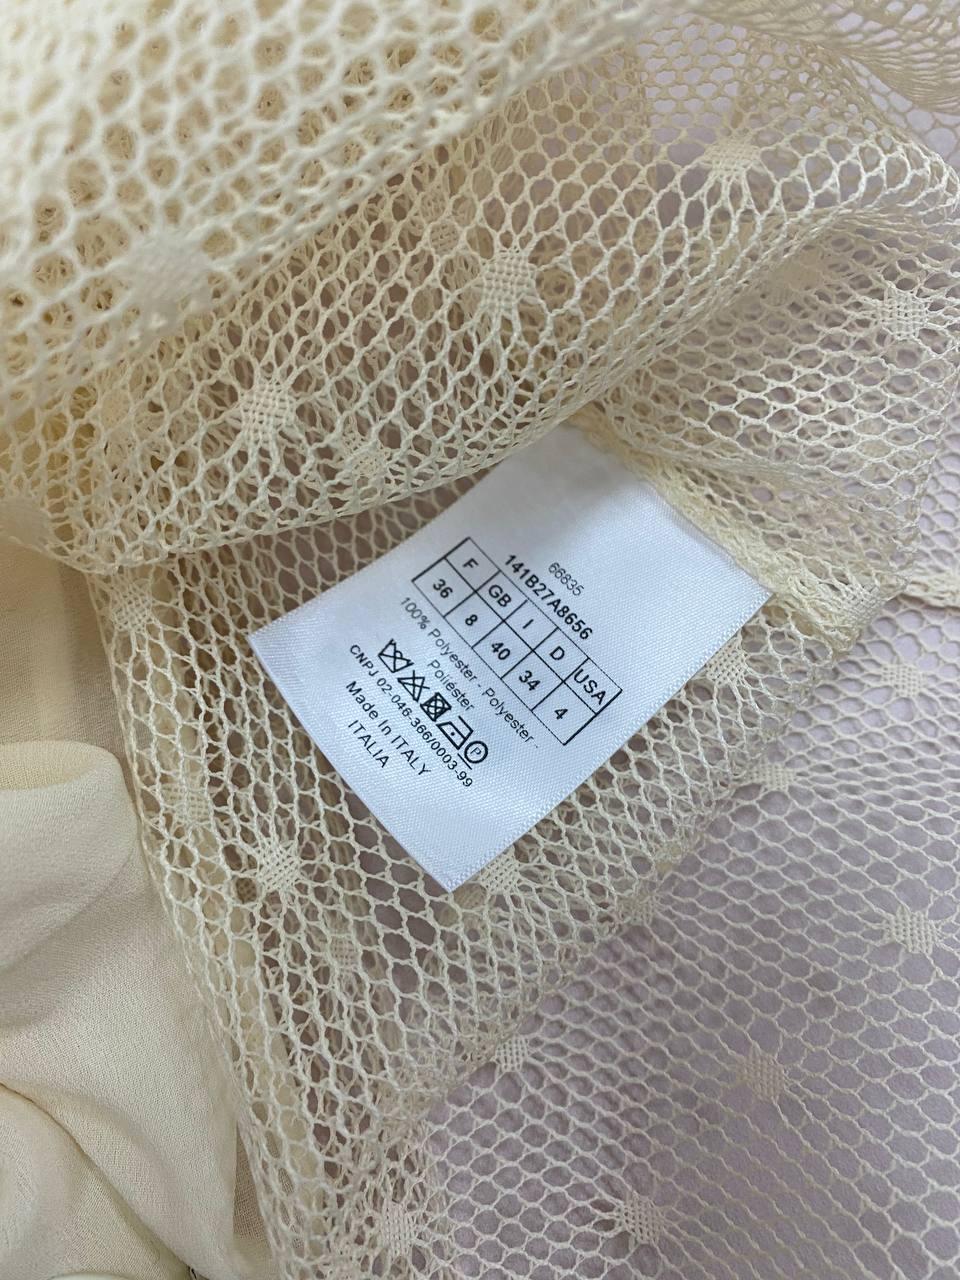 66835
141B27A8656
F GB I D USA
36 8 40 34 4
100% Polyester - Polyester -
Poliéster
P
CNPJ 02-046-366/0003-99
Made In ITALY
ITALIA